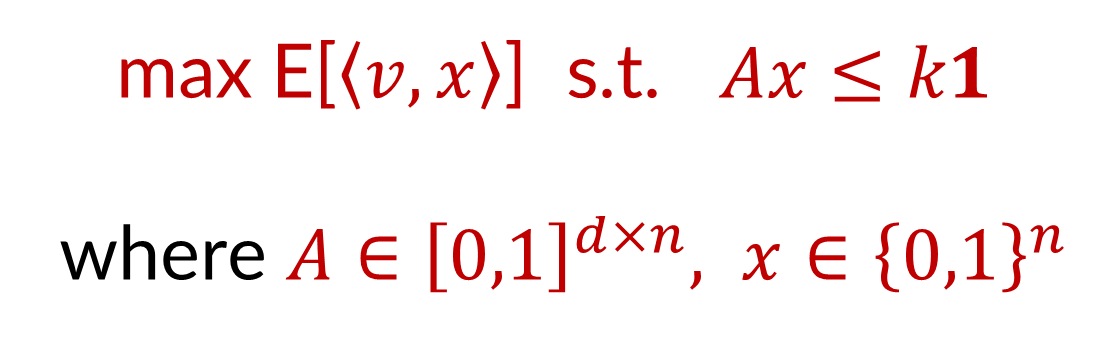 max E[⟨v, x⟩] s.t. Ax ≤ k𝟏
where A ∈ [0,1]^{d×n}, x ∈ {0,1}^n